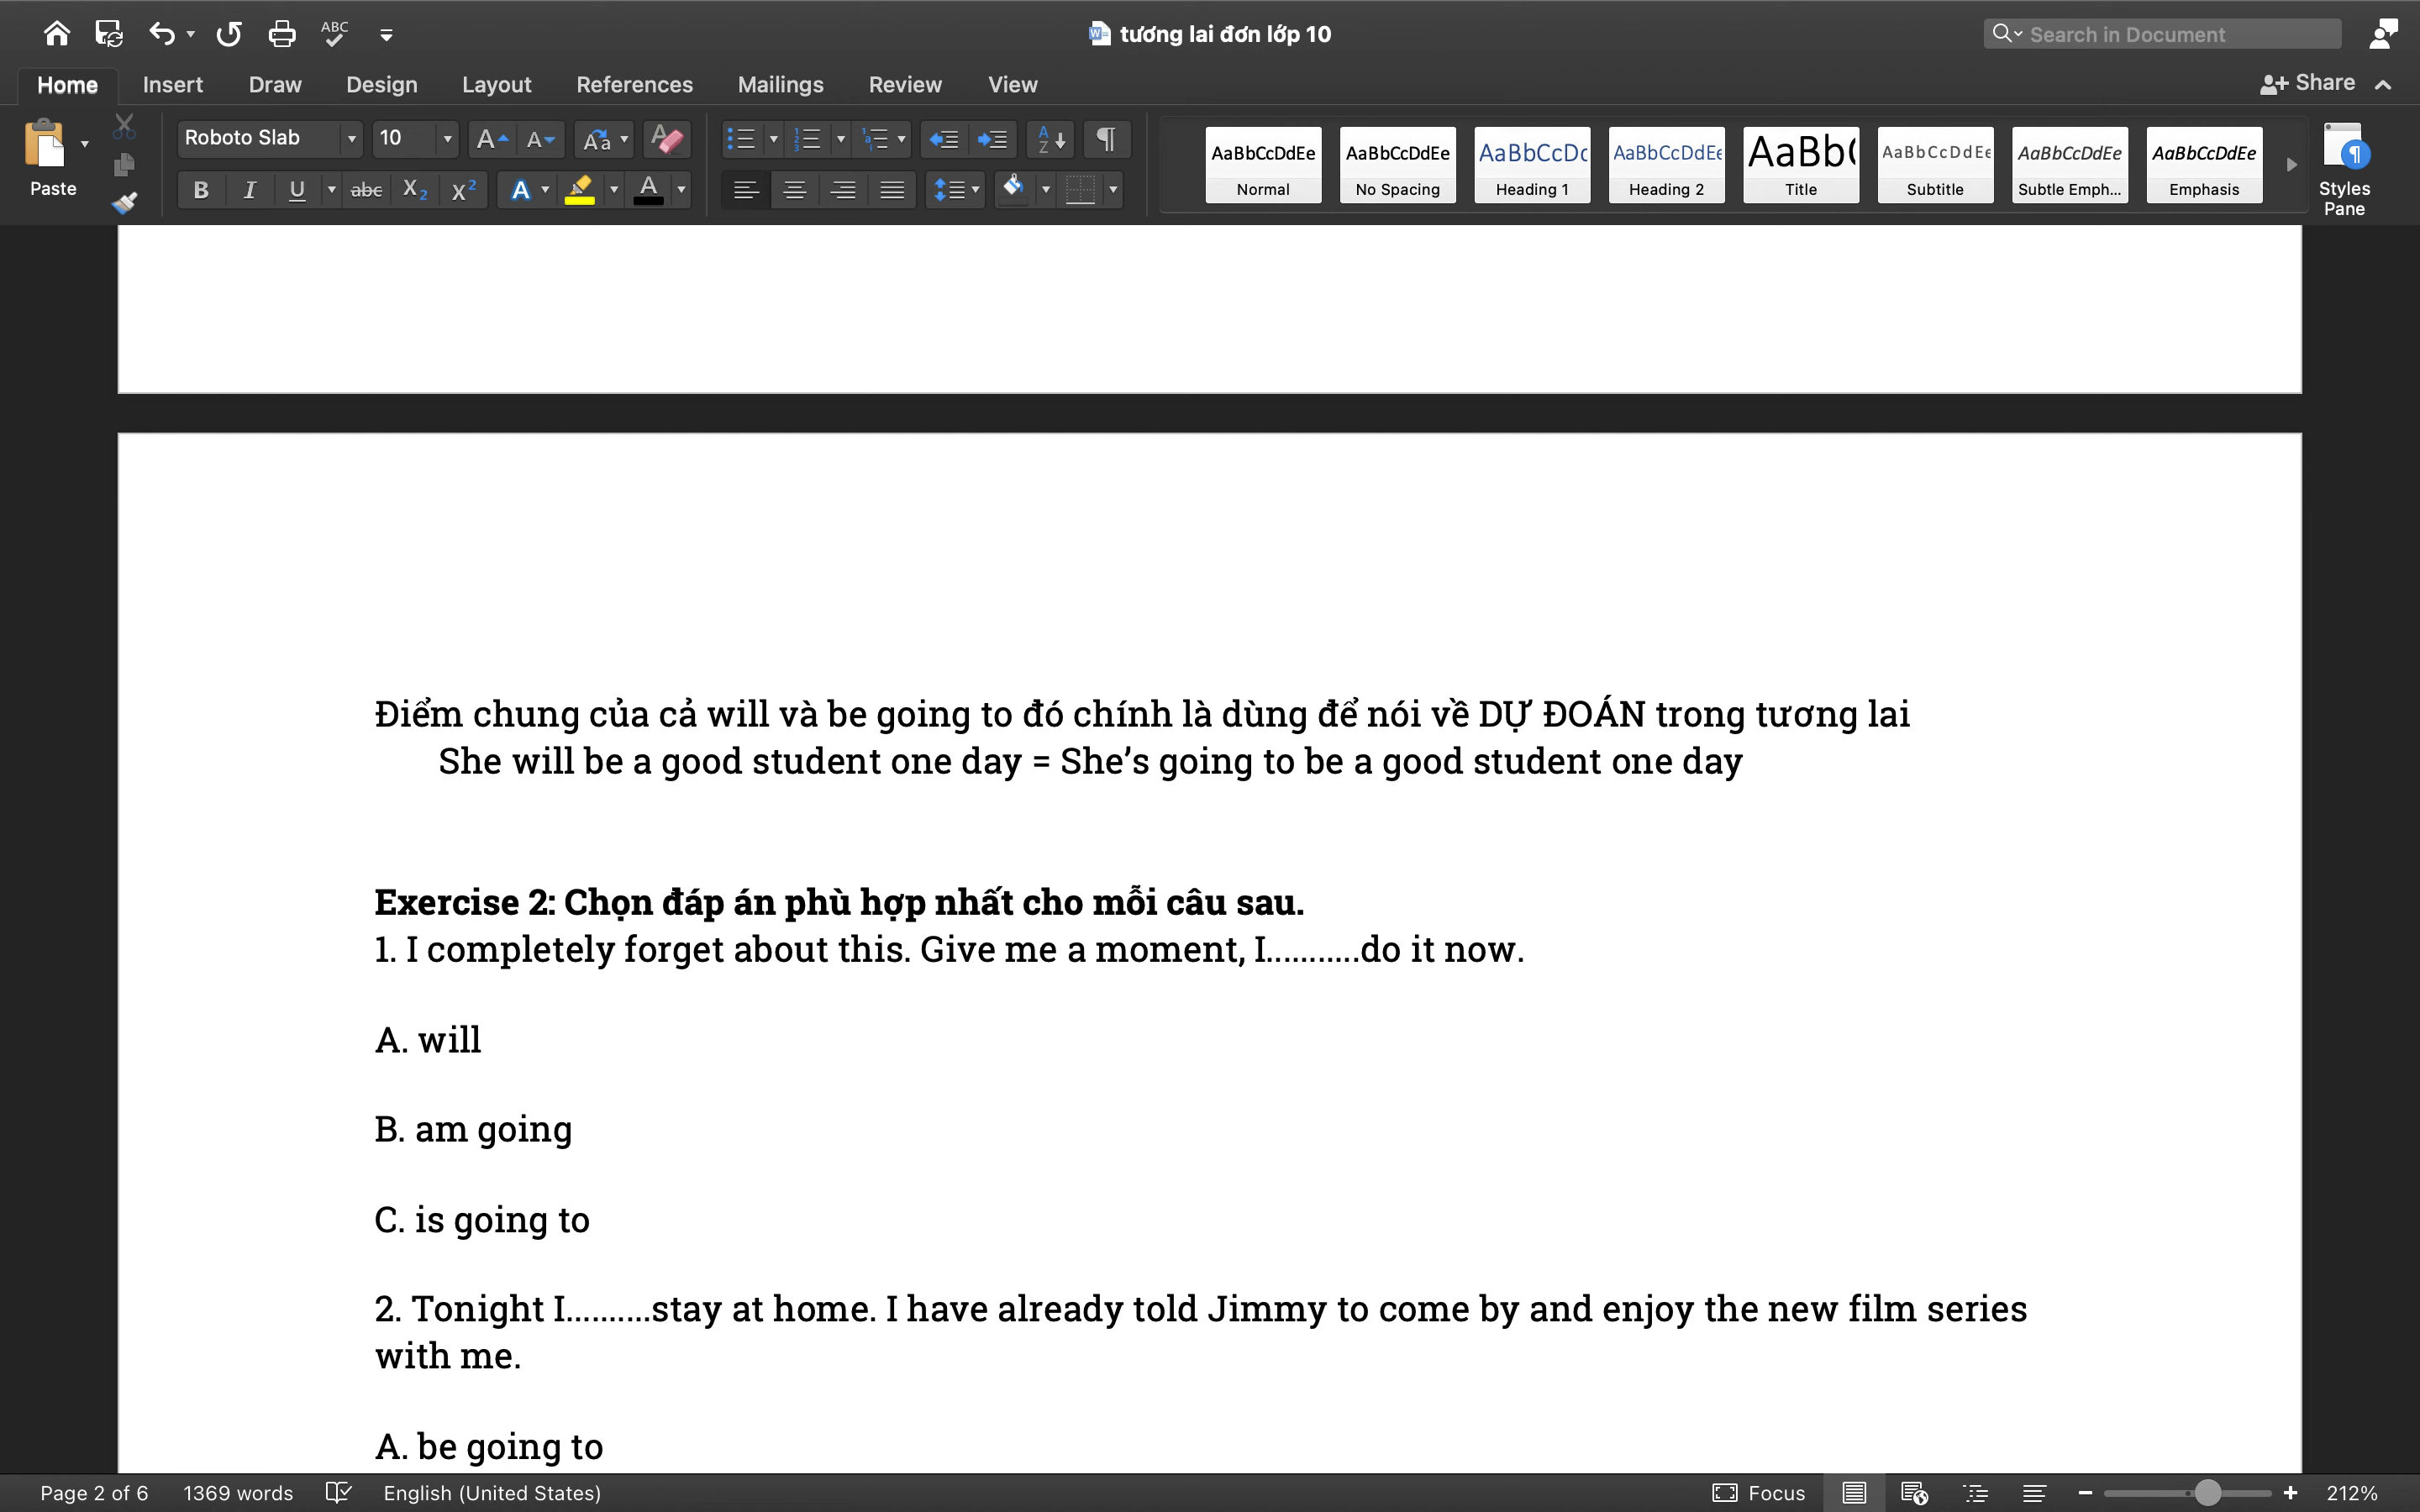 ABC
tương lai đơn lớp 10
Search in Document
Home Insert Draw Design Layout References Mailings Review View
Share
Paste
Roboto Slab 10
AaBbCcDdEe Normal
AaBbCcDdEe No Spacing
AaBbCcDc Heading 1
AaBbCcDdEe Heading 2
AaBb( Title
AaBbCcDdEe Subtitle
AaBbCcDdEe Subtle Emph...
AaBbCcDdEe Emphasis
Styles
Pane
Điểm chung của cả will và be going to đó chính là dùng để nói về DỰ ĐOÁN trong tương lai
She will be a good student one day = She’s going to be a good student one day
Exercise 2: Chọn đáp án phù hợp nhất cho mỗi câu sau.
1. I completely forget about this. Give me a moment, I...........do it now.
A. will
B. am going
C. is going to
2. Tonight I..........stay at home. I have already told Jimmy to come by and enjoy the new film series
with me.
A. be going to
Page 2 of 6 1369 words English (United States) Focus 212%